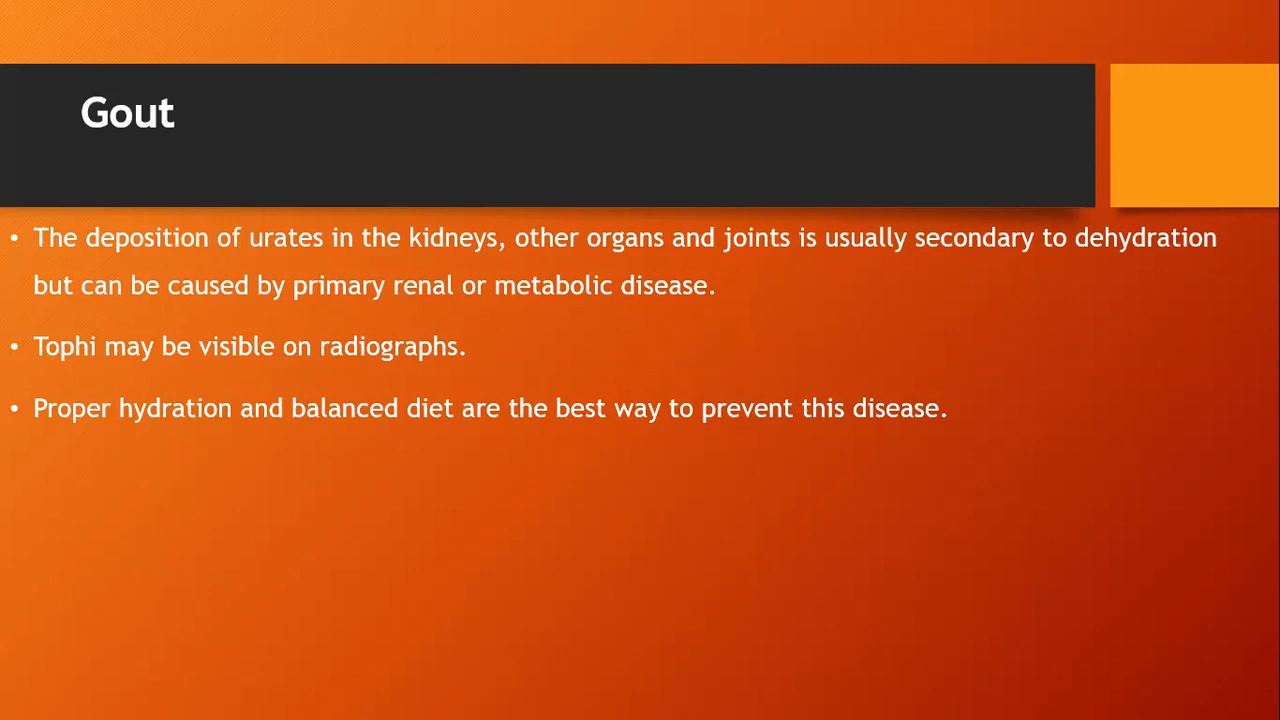 Gout
• The deposition of urates in the kidneys, other organs and joints is usually secondary to dehydration
but can be caused by primary renal or metabolic disease.
• Tophi may be visible on radiographs.
• Proper hydration and balanced diet are the best way to prevent this disease.